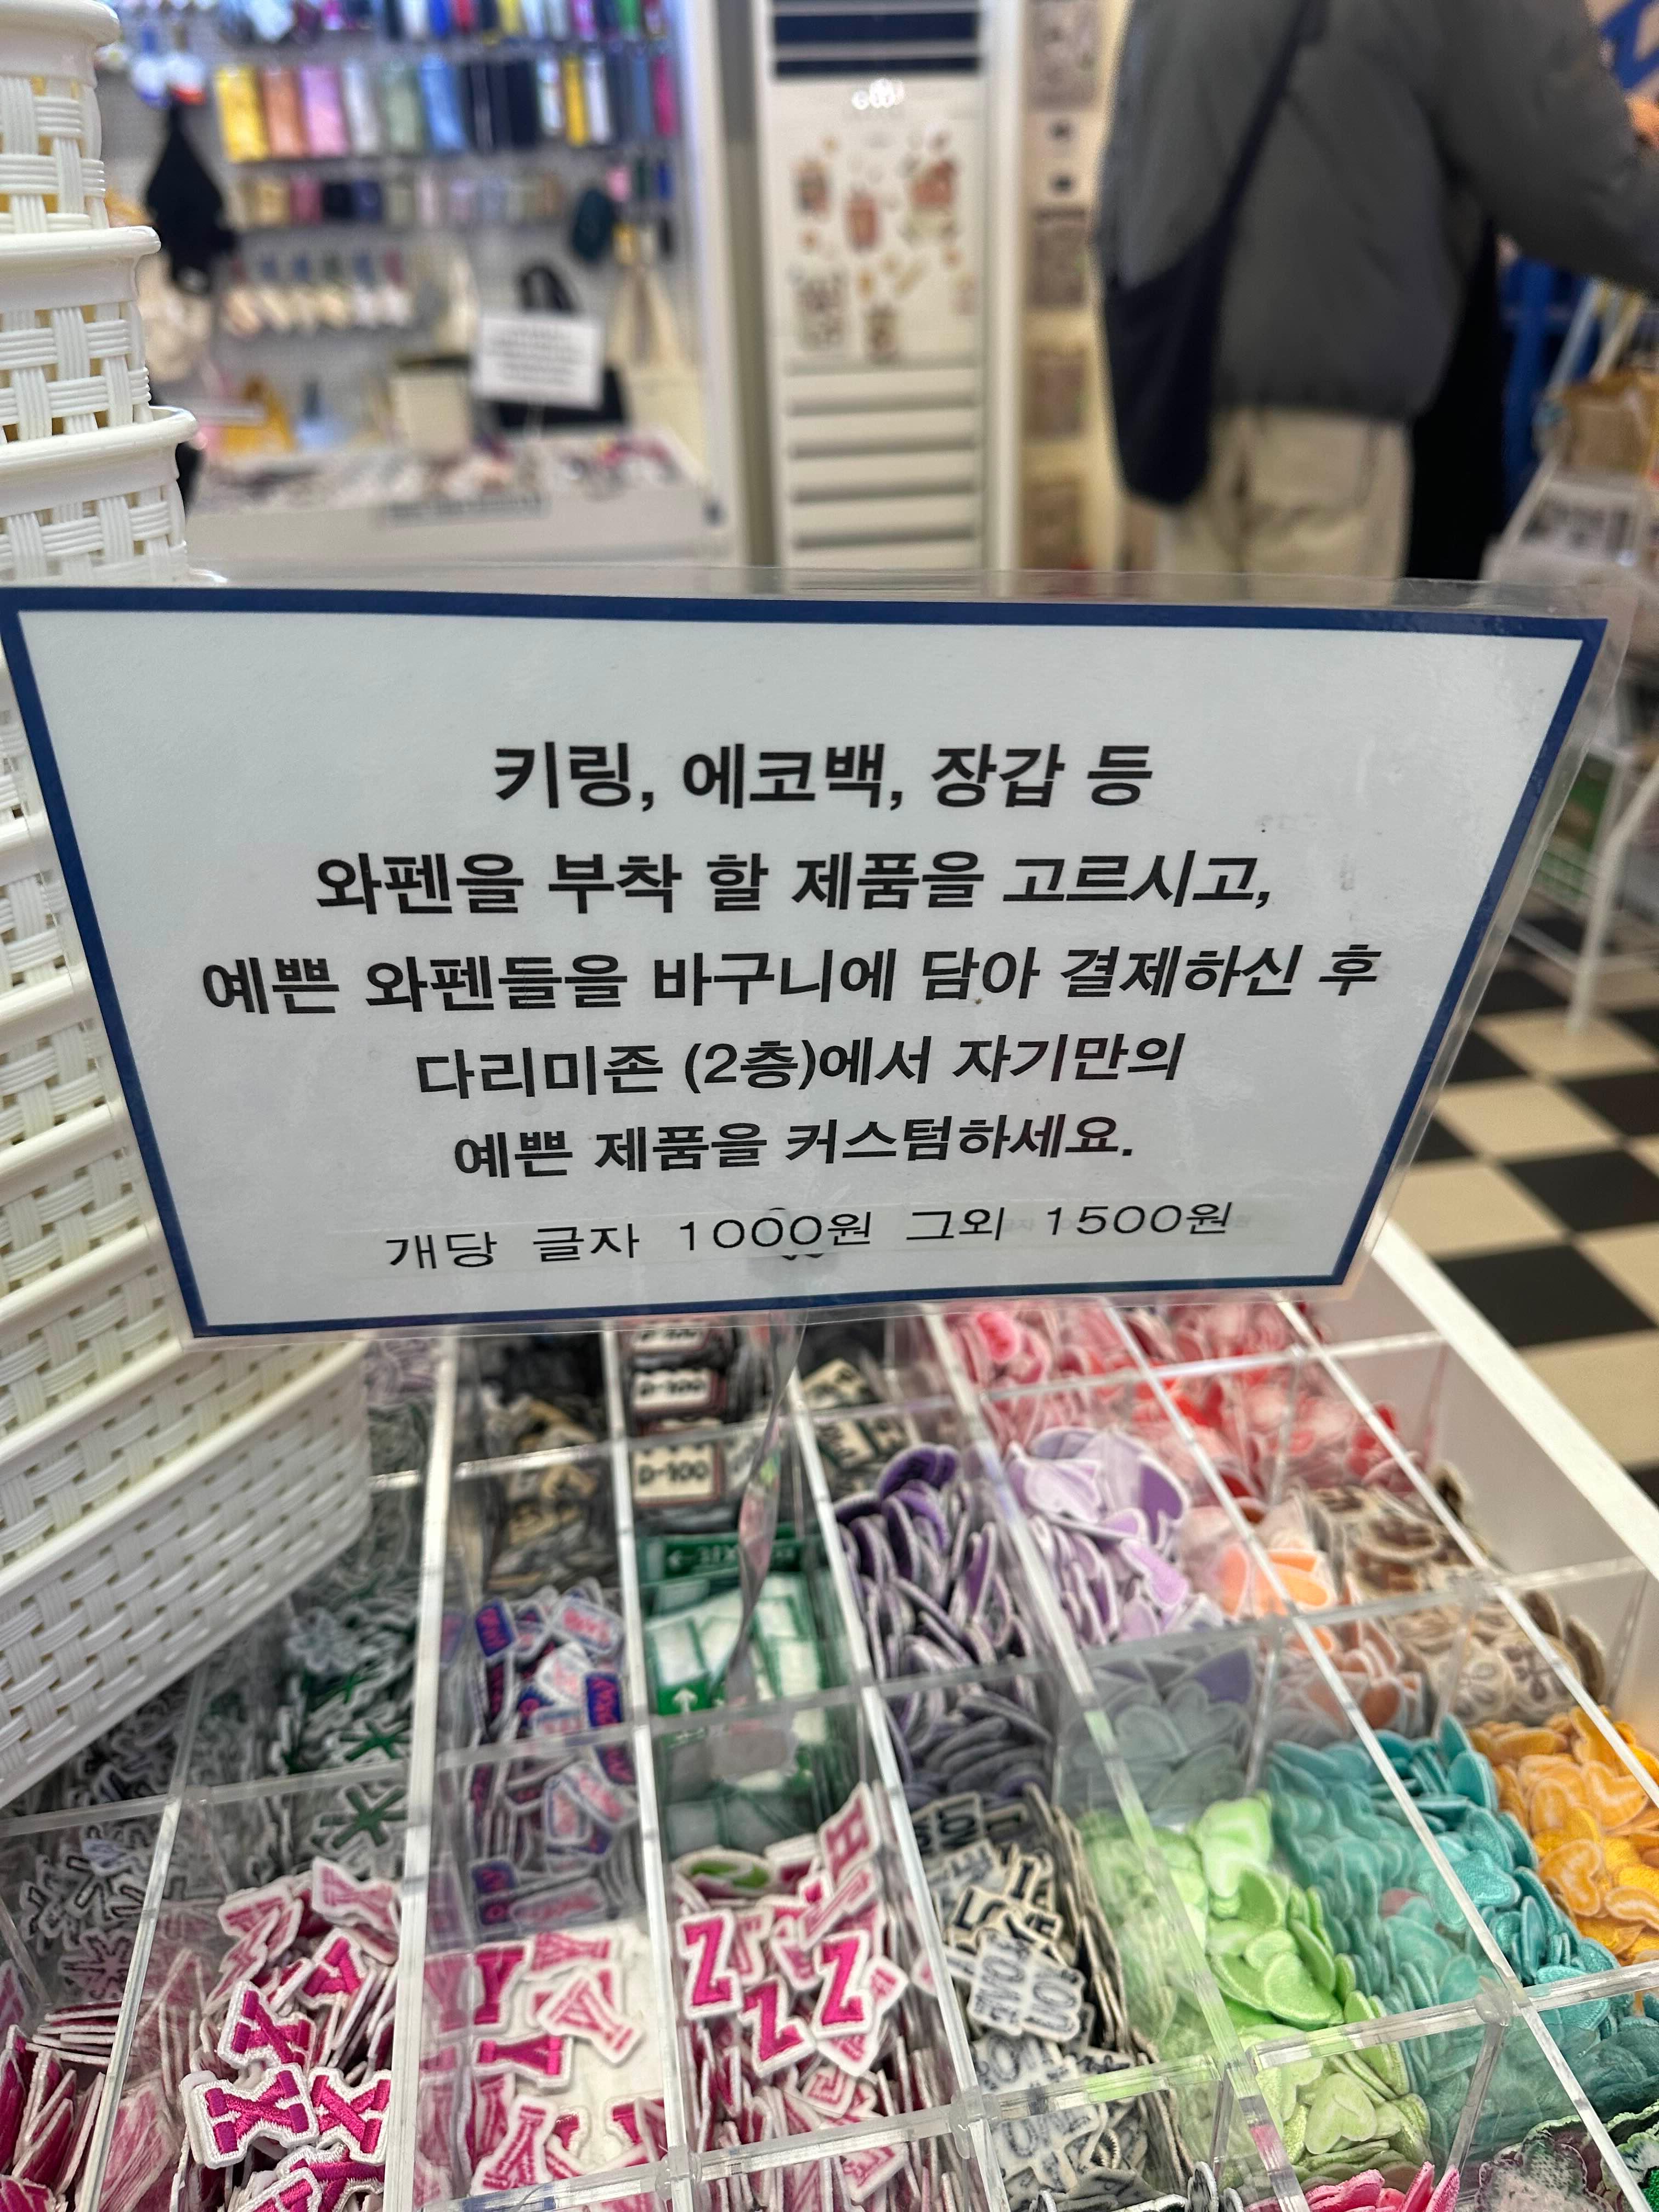 키링, 에코백, 장갑 등
와펜을 부착 할 제품을 고르시고,
예쁜 와펜들을 바구니에 담아 결제하신 후
다리미존 (2층)에서 자기만의
예쁜 제품을 커스텀하세요.
개당 글자 1000원 그외 1500원
D-100
D-100
Z
Z
Z
X
X
Y